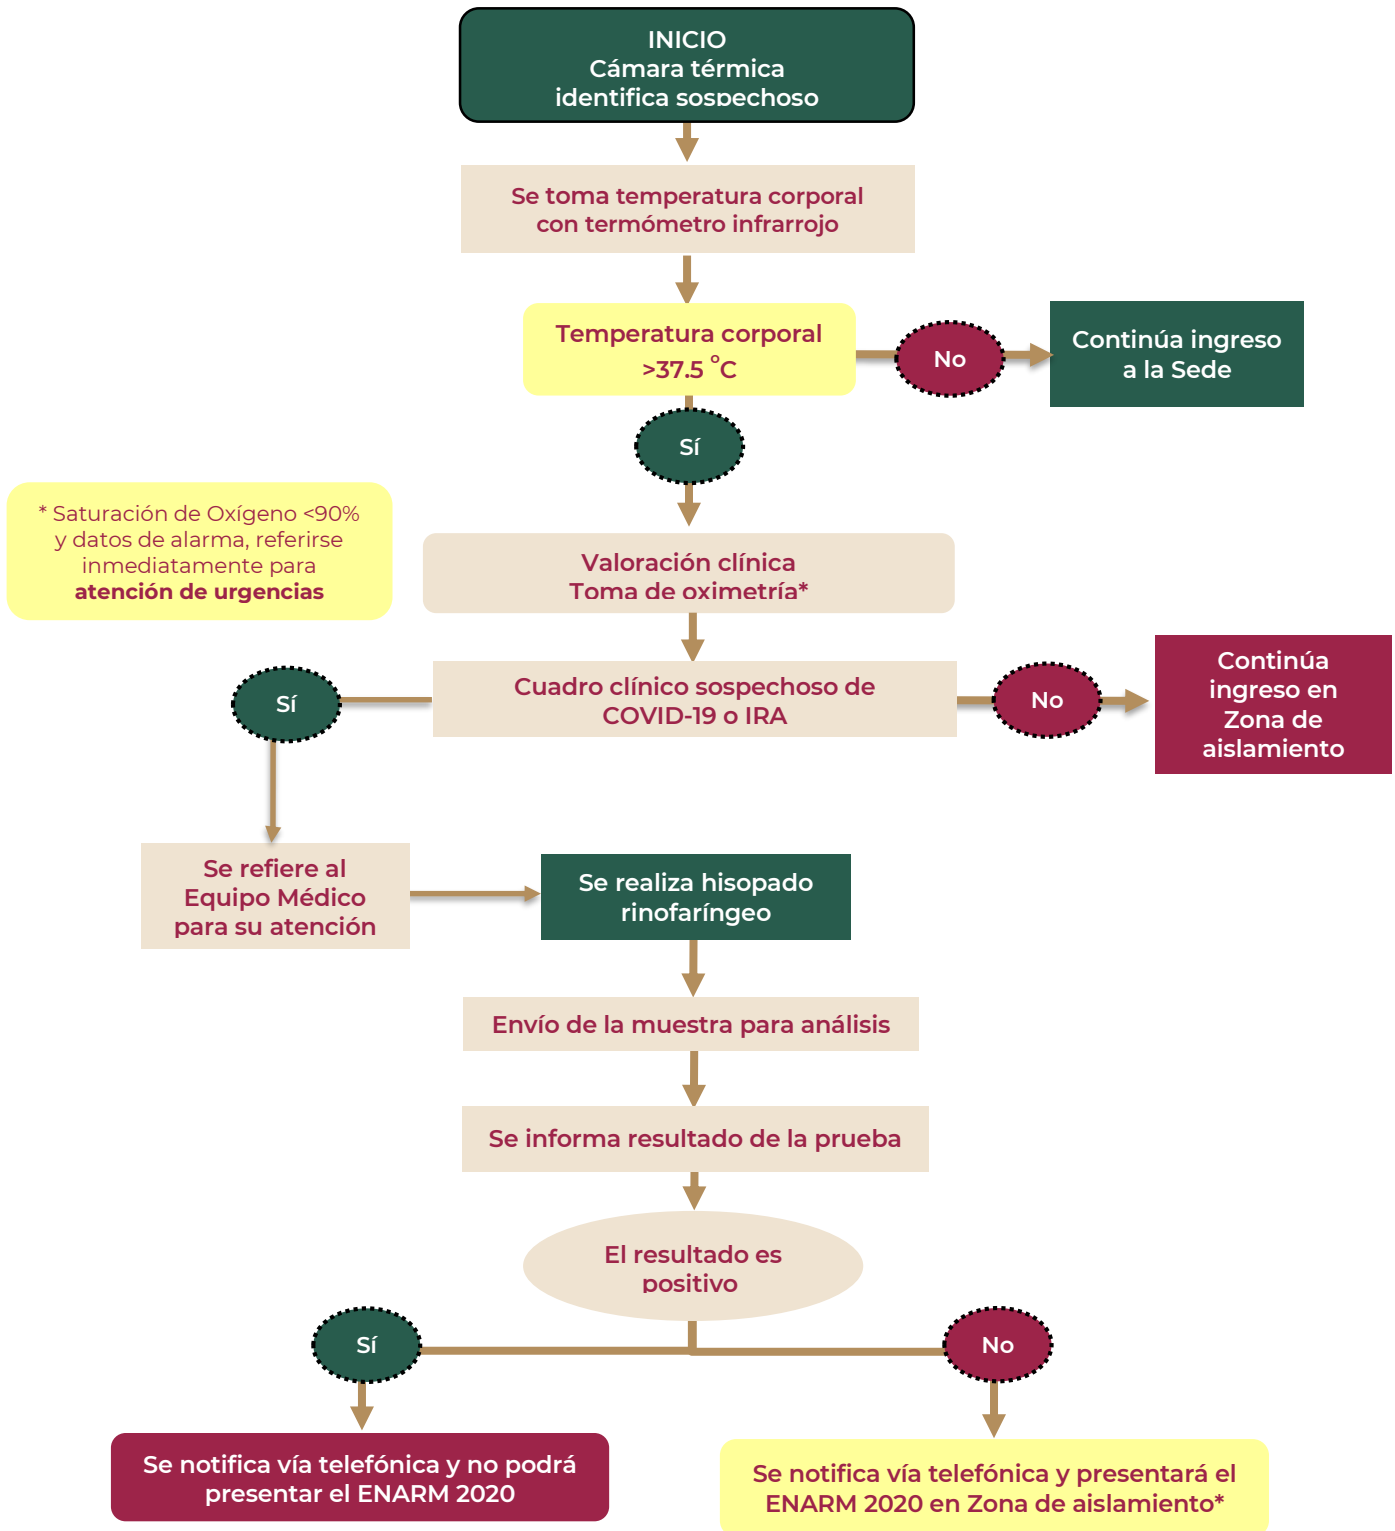 INICIO
Cámara térmica
identifica sospechoso
Se toma temperatura corporal
con termómetro infrarrojo
Temperatura corporal
>37.5 °C
No
Continúa ingreso
a la Sede
Sí
* Saturación de Oxígeno <90%
y datos de alarma, referirse
inmediatamente para
atención de urgencias
Valoración clínica
Toma de oximetría*
Cuadro clínico sospechoso de
COVID-19 o IRA
Sí
No
Continúa
ingreso en
Zona de
aislamiento
Se refiere al
Equipo Médico
para su atención
Se realiza hisopado
rinofaríngeo
Envío de la muestra para análisis
Se informa resultado de la prueba
El resultado es
positivo
Sí
No
Se notifica vía telefónica y no podrá
presentar el ENARM 2020
Se notifica vía telefónica y presentará el
ENARM 2020 en Zona de aislamiento*